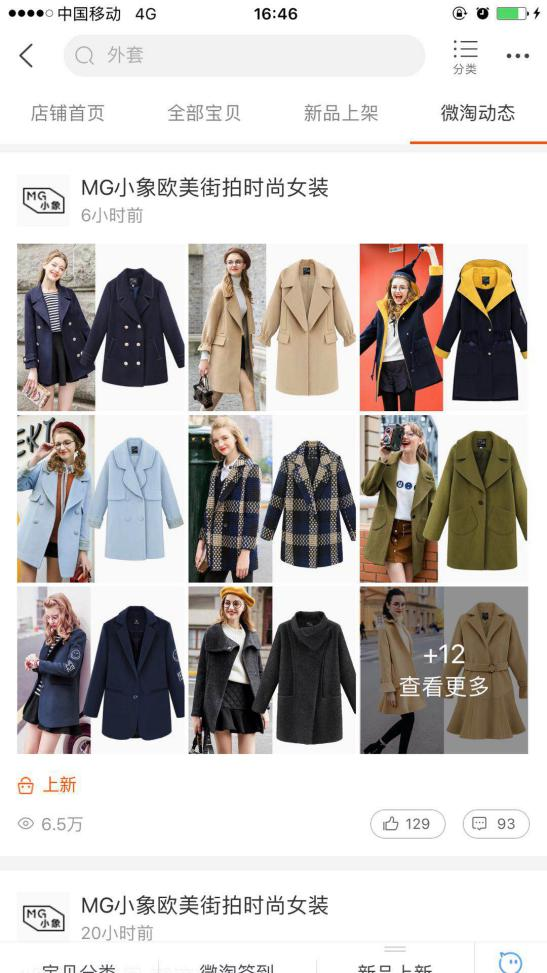 中国移动 4G 16:46
外套
分类
店铺首页 全部宝贝 新品上架 微淘动态
MG小象
MG小象欧美街拍时尚女装
6小时前
+12
查看更多
上新
6.5万 129 93
MG小象
MG小象欧美街拍时尚女装
20小时前
宝贝分类 微淘签到 新品上新